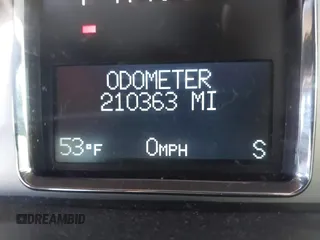 ODOMETER
210363 MI
53°F 0MPH S
DREAMBID